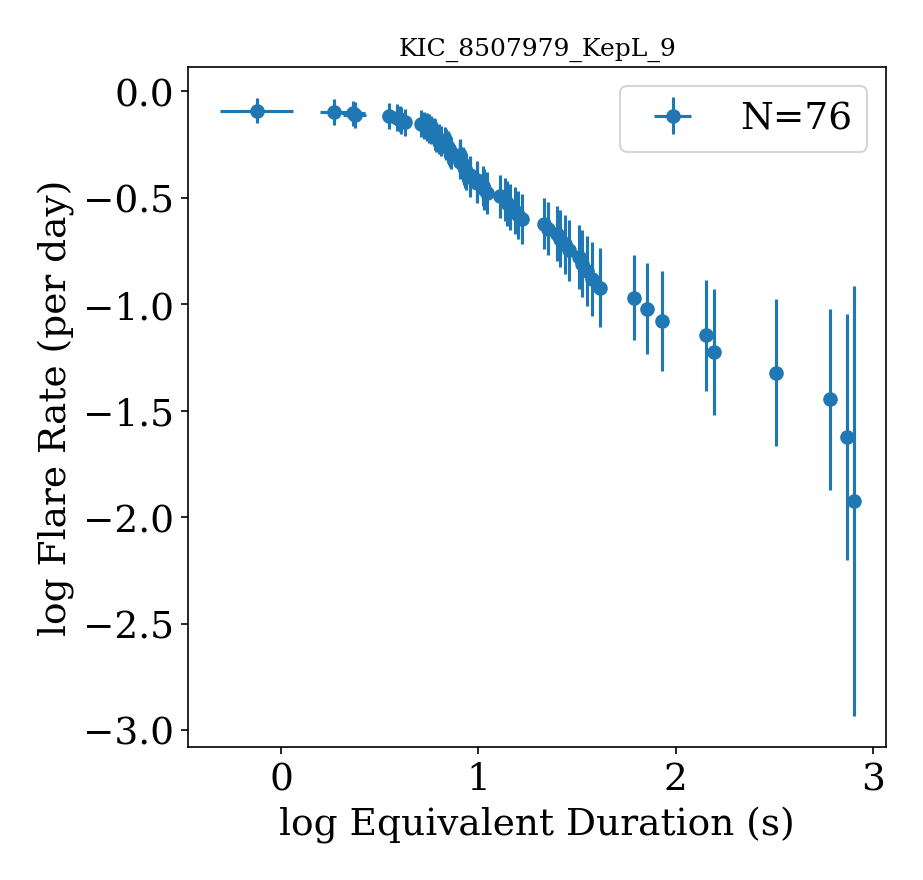 KIC_8507979_KepL_9
N=76
0.0
−0.5
−1.0
−1.5
−2.0
−2.5
−3.0
log Flare Rate (per day)
0 1 2 3
log Equivalent Duration (s)